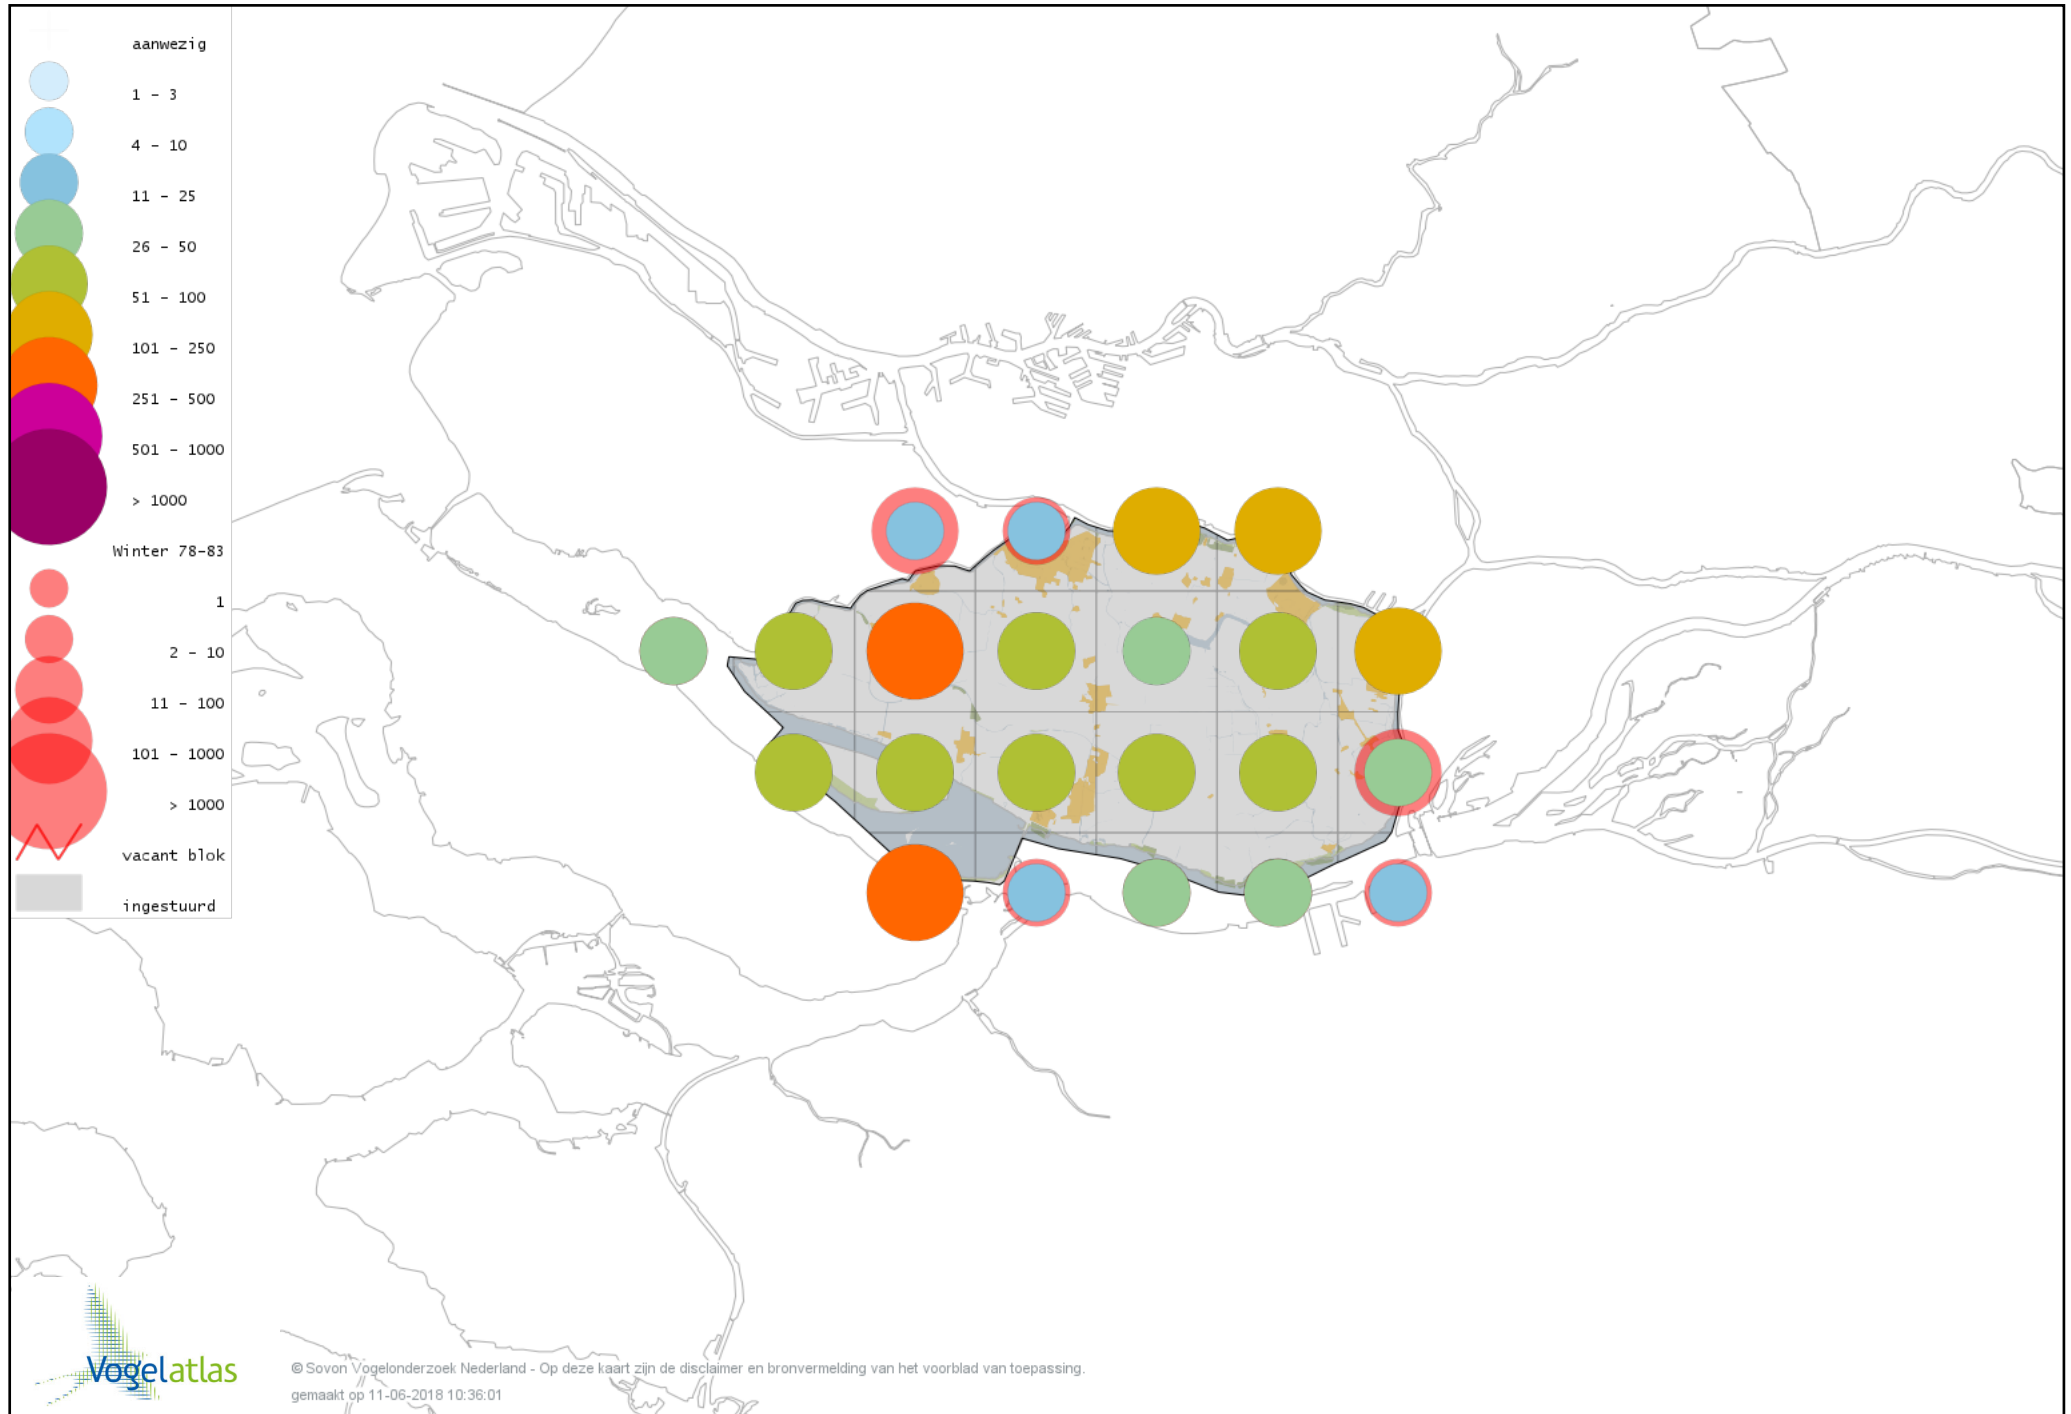 aanwezig
1 - 3
4 - 10
11 - 25
26 - 50
51 - 100
101 - 250
251 - 500
501 - 1000
> 1000
Winter 78-83
1
2 - 10
11 - 100
101 - 1000
> 1000
vacant blok
ingestuurd
Vogelatlas
© Sovon Vogelonderzoek Nederland - Op deze kaart zijn de disclaimer en bronvermelding van het voorblad van toepassing.
gemaakt op 11-06-2018 10:36:01